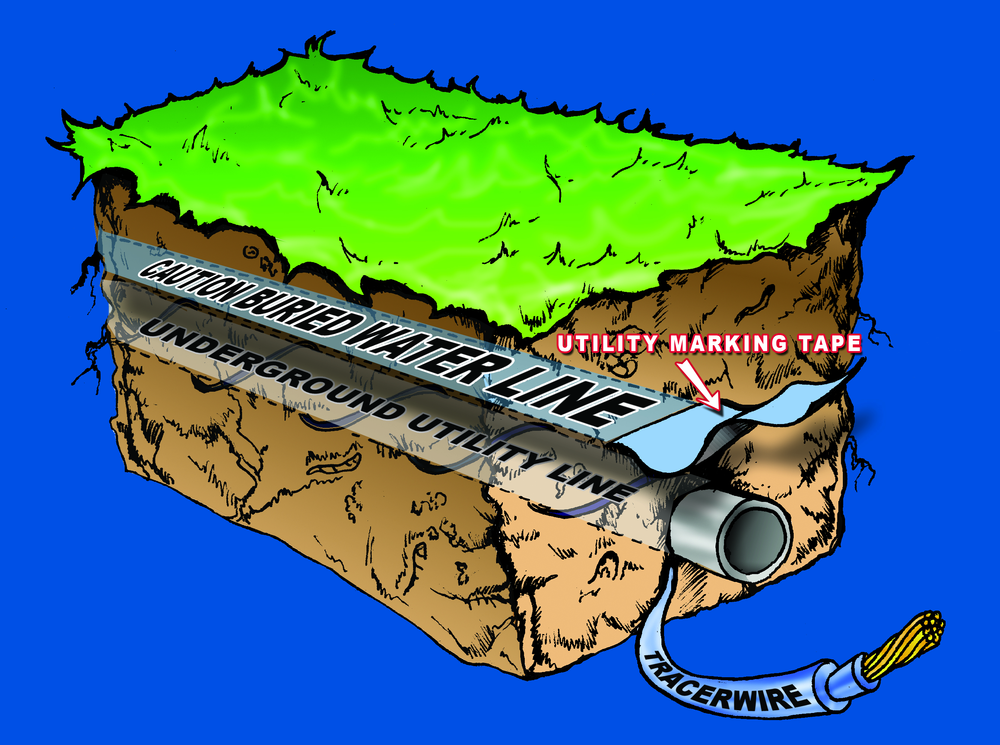 CAUTION BURIED WATER LINE
UNDERGROUND UTILITY LINE
UTILITY MARKING TAPE
TRACERWIRE